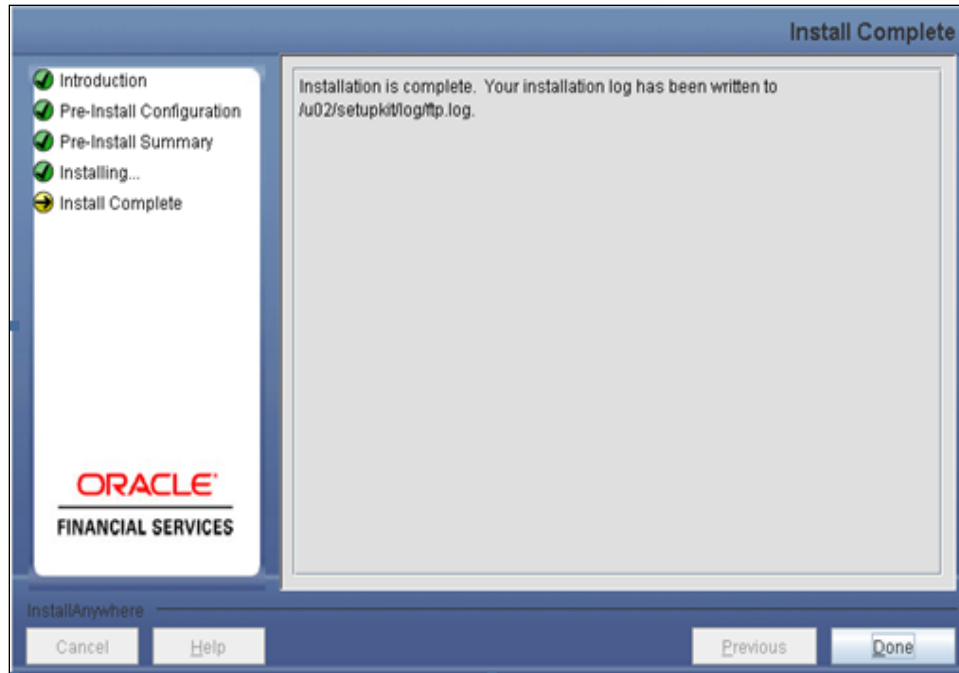 Install Complete
Introduction
Pre-Install Configuration
Pre-Install Summary
Installing...
Install Complete
Installation is complete. Your installation log has been written to
/u02/setupkit/log/ftp.log.
ORACLE
FINANCIAL SERVICES
InstallAnywhere
Cancel
Help
Previous
Done